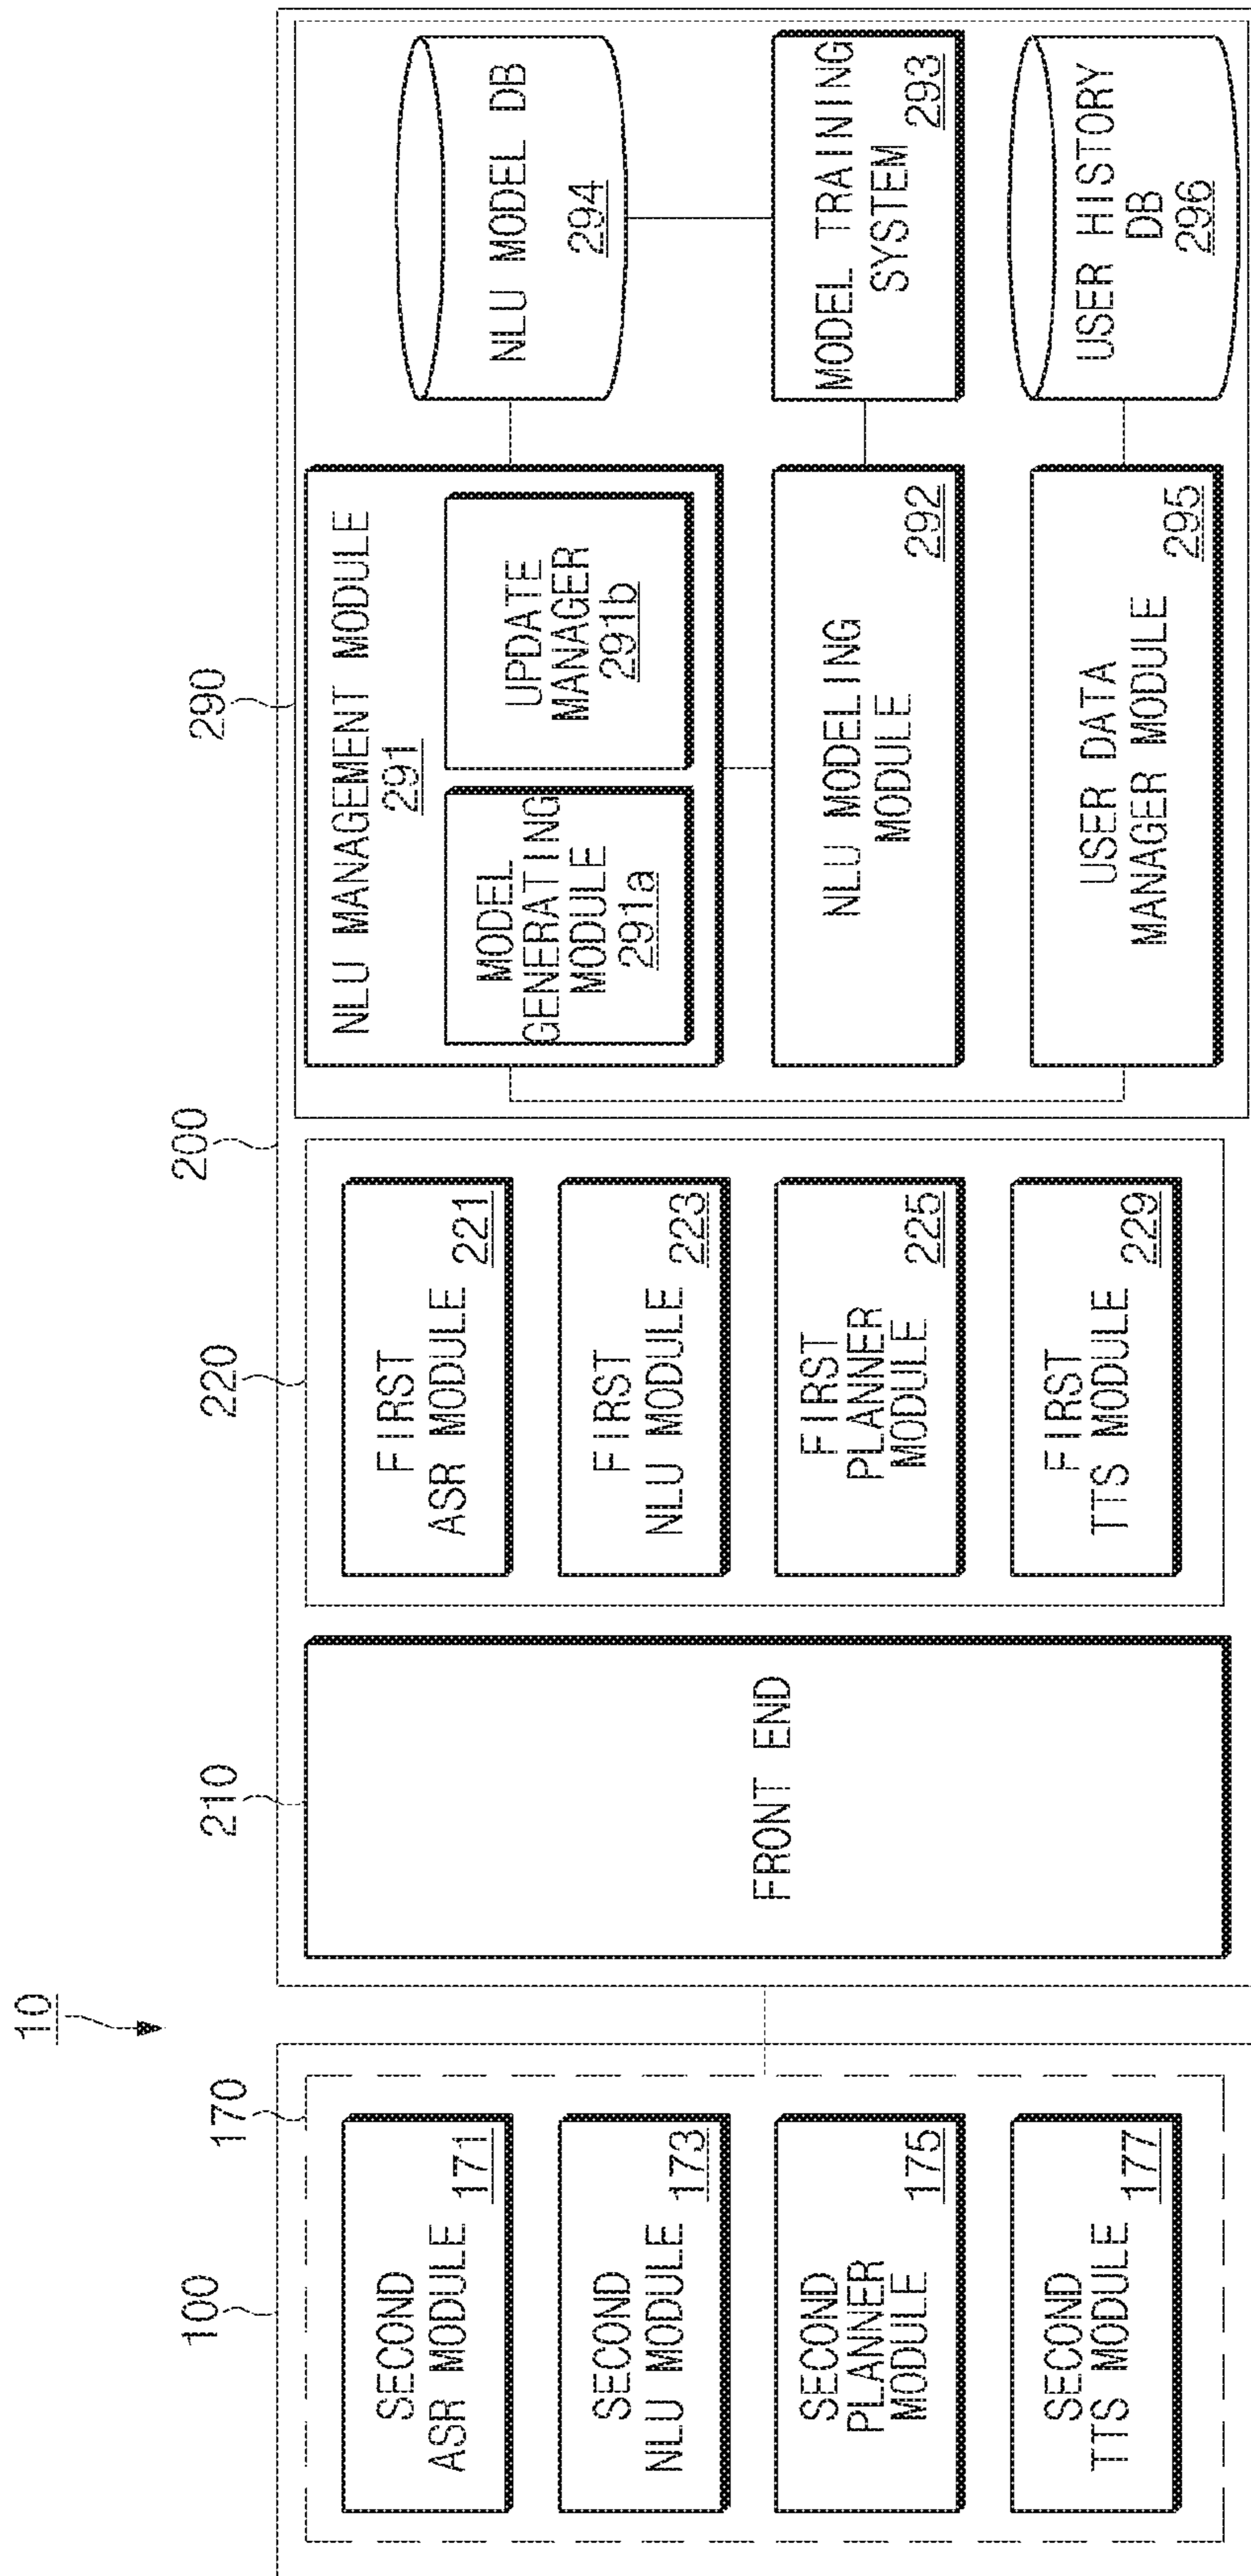 10
100
170
SECOND
ASR MODULE
171
SECOND
NLU MODULE
173
SECOND
PLANNER
MODULE
175
SECOND
TTS MODULE
177
200
210
FRONT END
220
FIRST
ASR MODULE
221
FIRST
NLU MODULE
223
FIRST
PLANNER
MODULE
225
FIRST
TTS MODULE
229
290
NLU MANAGEMENT MODULE
291
MODEL
GENERATING
MODULE
291a
UPDATE
MANAGER
291b
NLU MODELING
MODULE
292
USER DATA
MANAGER MODULE
295
NLU MODEL DB
294
MODEL TRAINING
SYSTEM
293
USER HISTORY
DB
296